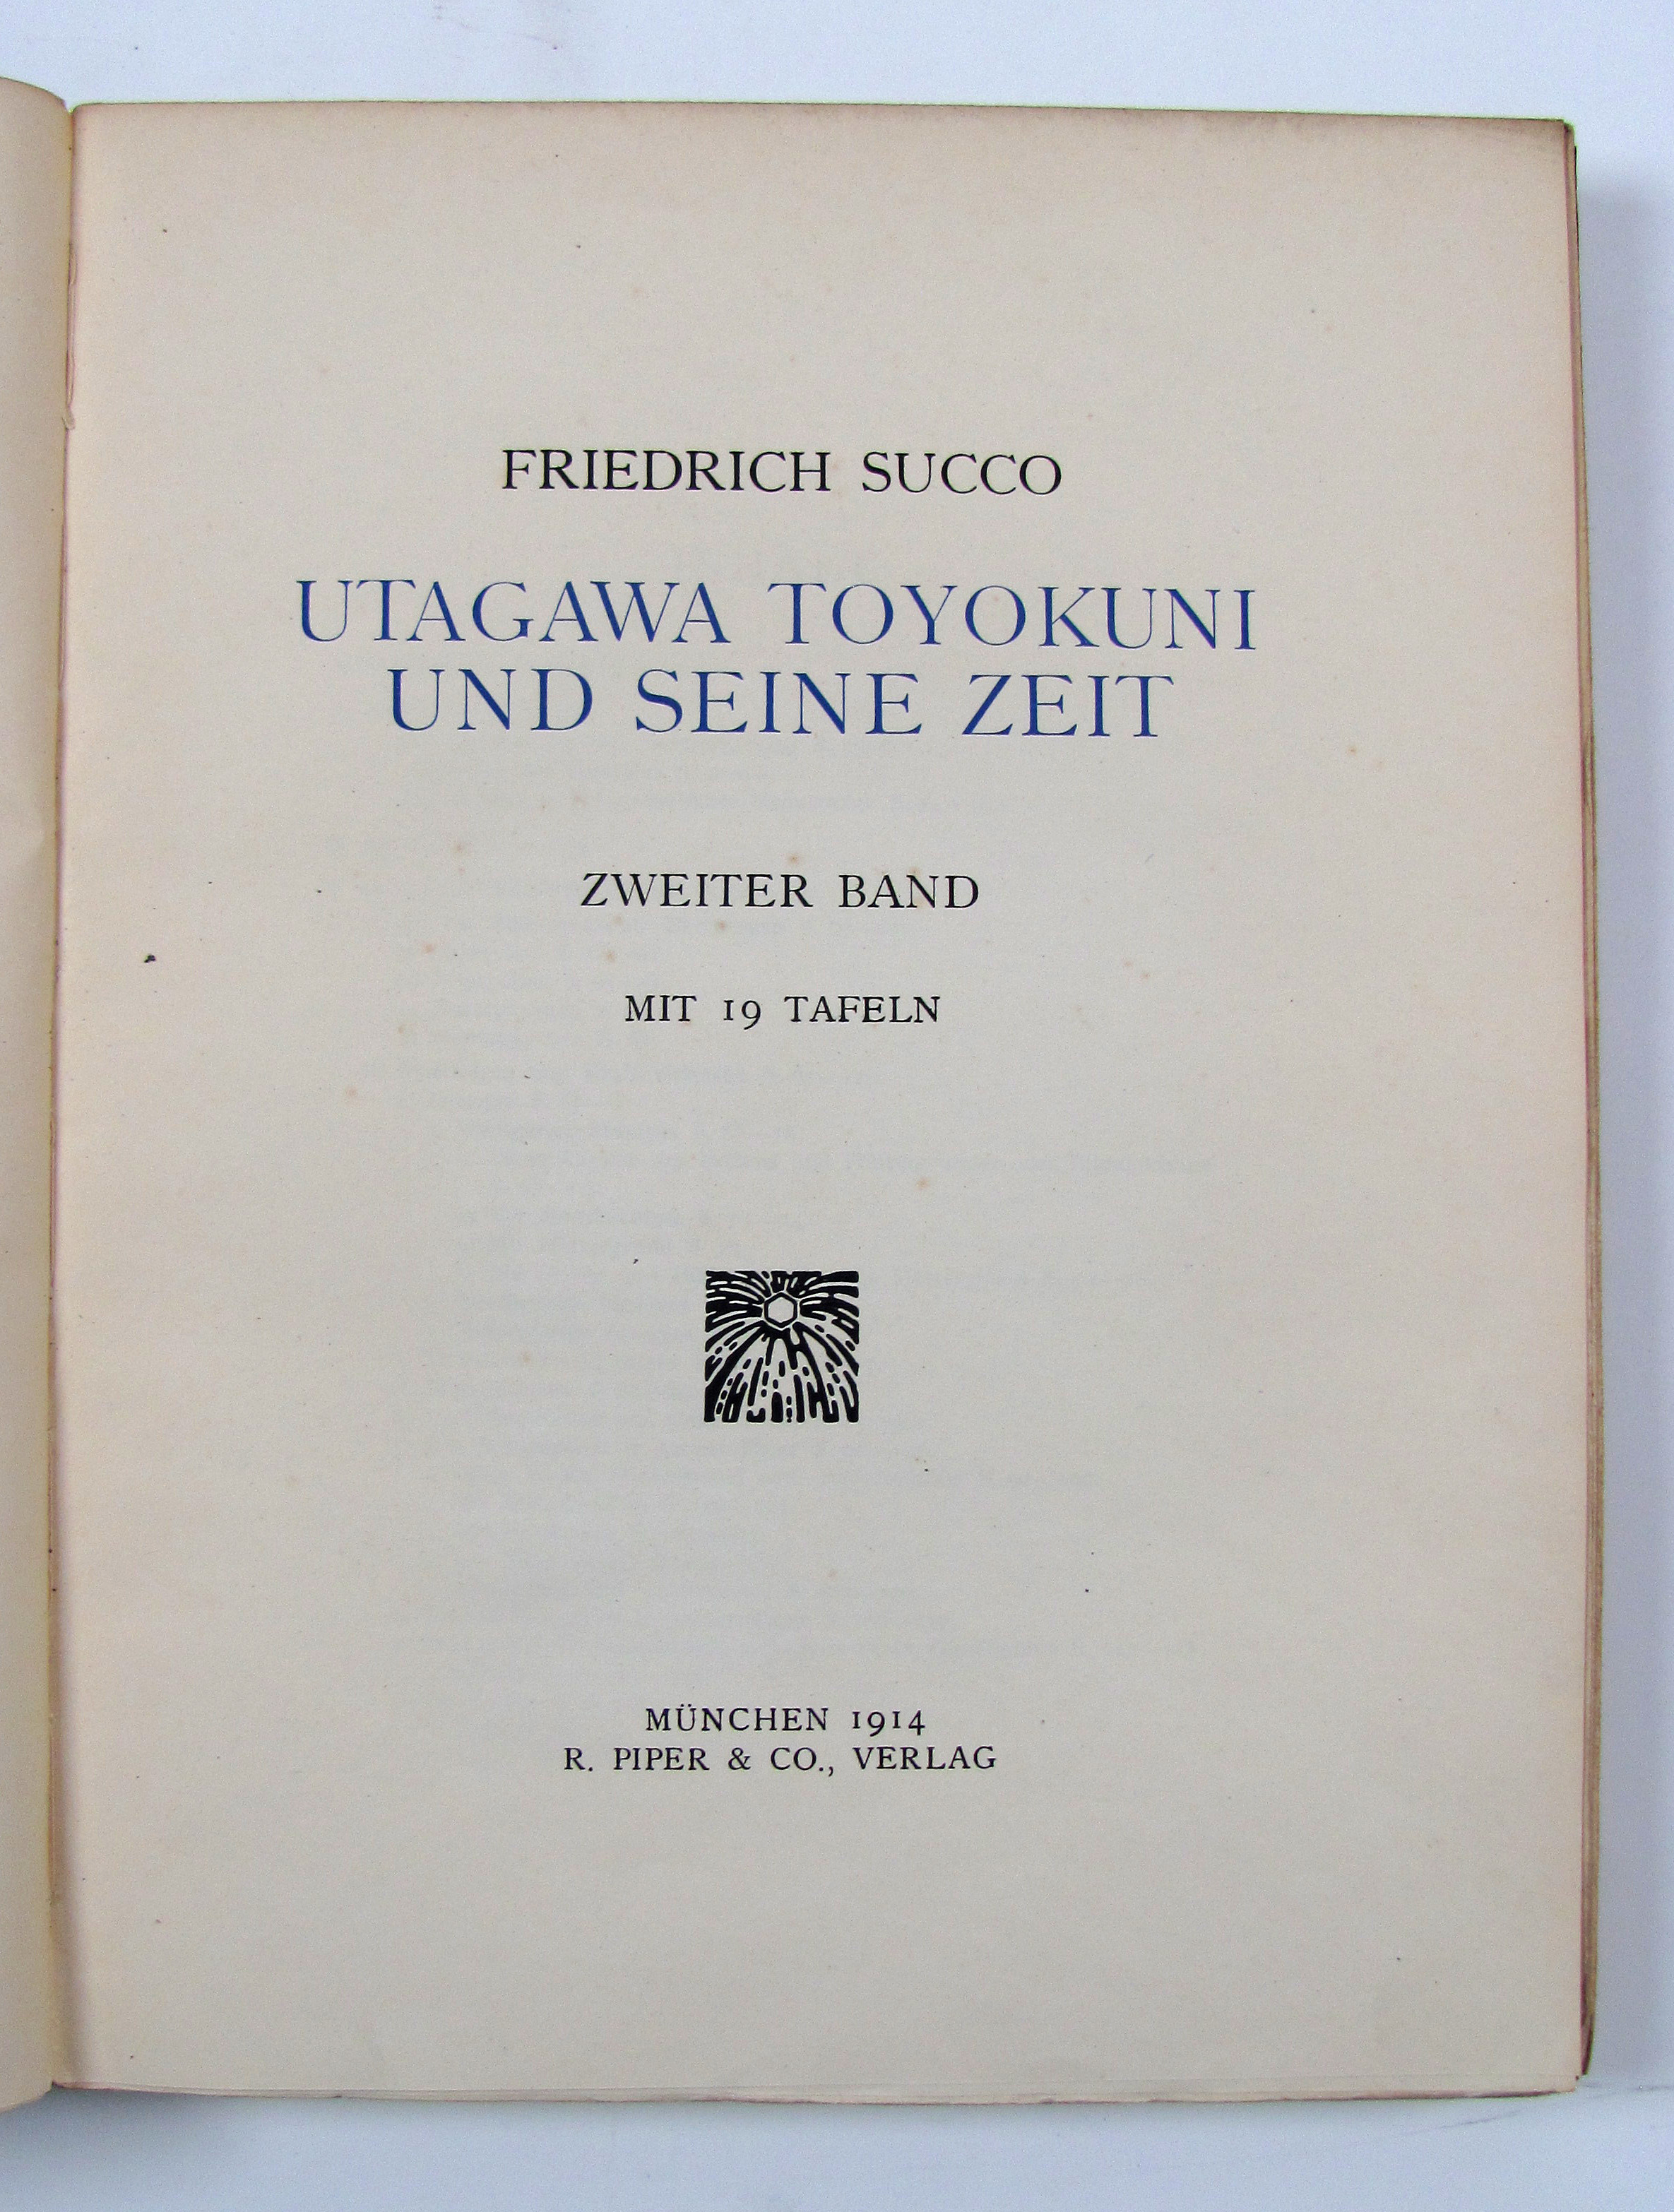 FRIEDRICH SUCCO
UTAGAWA TOYOKUNI
UND SEINE ZEIT
ZWEITER BAND
MIT 19 TAFELN
MÜNCHEN 1914
R. PIPER & CO., VERLAG